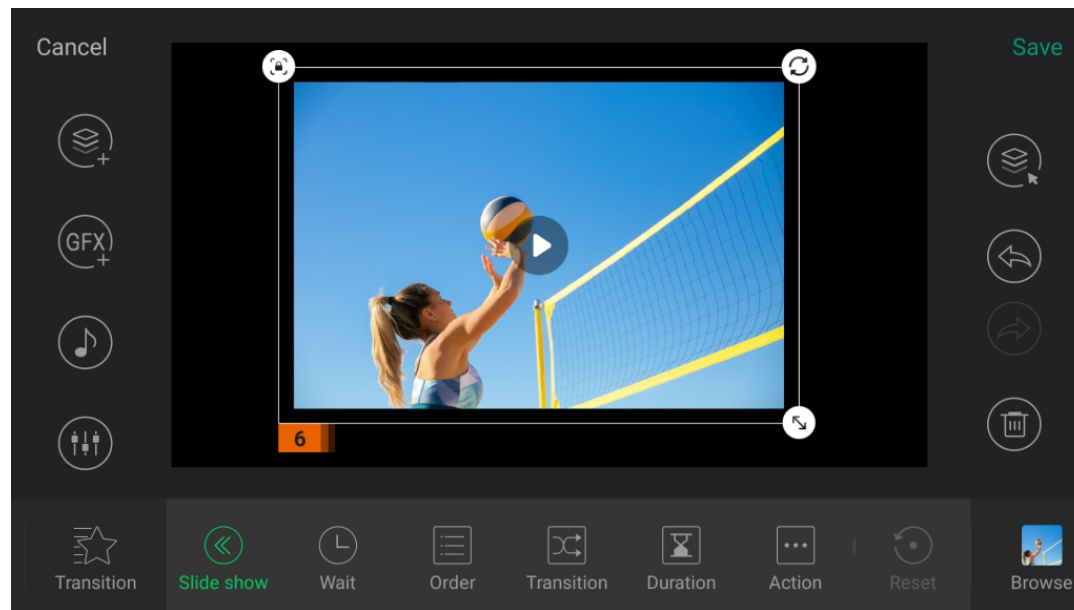 Cancel
Save
GFX
6
Transition
Slide show
Wait
Order
Transition
Duration
Action
Reset
Browse